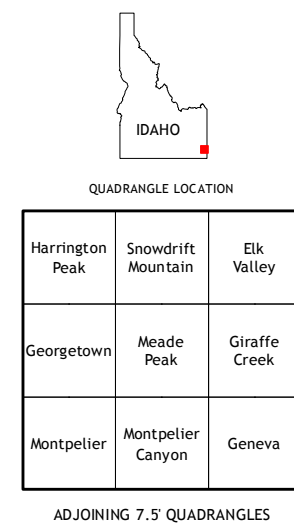 IDAHO
QUADRANGLE LOCATION
Harrington
Peak
Snowdrift
Mountain
Elk
Valley
Georgetown
Meade
Peak
Giraffe
Creek
Montpelier
Montpelier
Canyon
Geneva
ADJOINING 7.5' QUADRANGLES